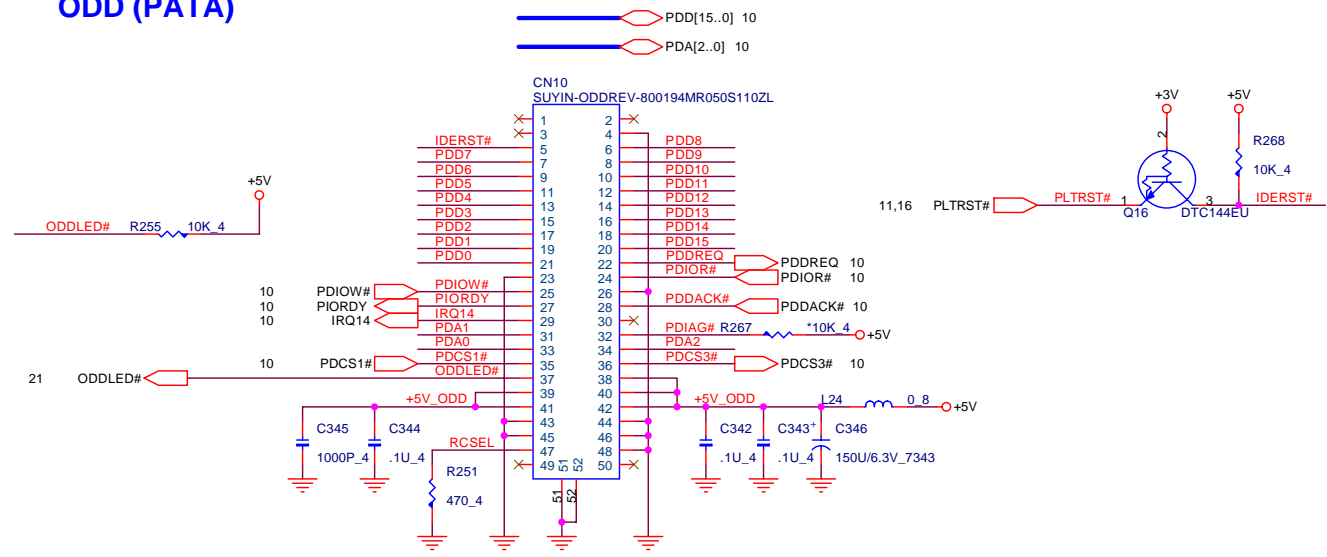 ODD (PATA)
PDD[15..0] 10
PDA[2..0] 10
CN10
SUYIN-ODDREV-800194MR050S110ZL
1 2
3 4
IDERST# 5 6 PDD8
PDD7 7 8 PDD9
PDD6 9 10 PDD10
PDD5 11 12 PDD11
PDD4 13 14 PDD12
PDD3 15 16 PDD13
PDD2 17 18 PDD14
PDD1 19 20 PDD15
PDD0 21 22 PDDREQ PDDREQ 10
23 24 PDIOR# PDIOR# 10
10 PDIOW# PDIOW# 25 26
10 PIORDY PIORDY 27 28 PDDACK# PDDACK# 10
10 IRQ14 IRQ14 29 30
PDA1 31 32 PDIAG# R267 *10K_4 +5V
PDA0 33 34 PDA2
10 PDCS1# PDCS1# 35 36 PDCS3# PDCS3# 10
21 ODDLED# ODDLED# 37 38
39 40
+5V_ODD 41 42 +5V_ODD L24 0_8 +5V
43 44
45 46
RCSEL 47 48
49 50
51 52
51 52
+5V
ODDLED# R255 10K_4
C345 C344
1000P_4 .1U_4
R251
470_4
C342 C343 + C346
.1U_4 .1U_4 150U/6.3V_7343
+3V +5V
2
R268
10K_4
11,16 PLTRST# PLTRST# 1 3 IDERST#
Q16 DTC144EU